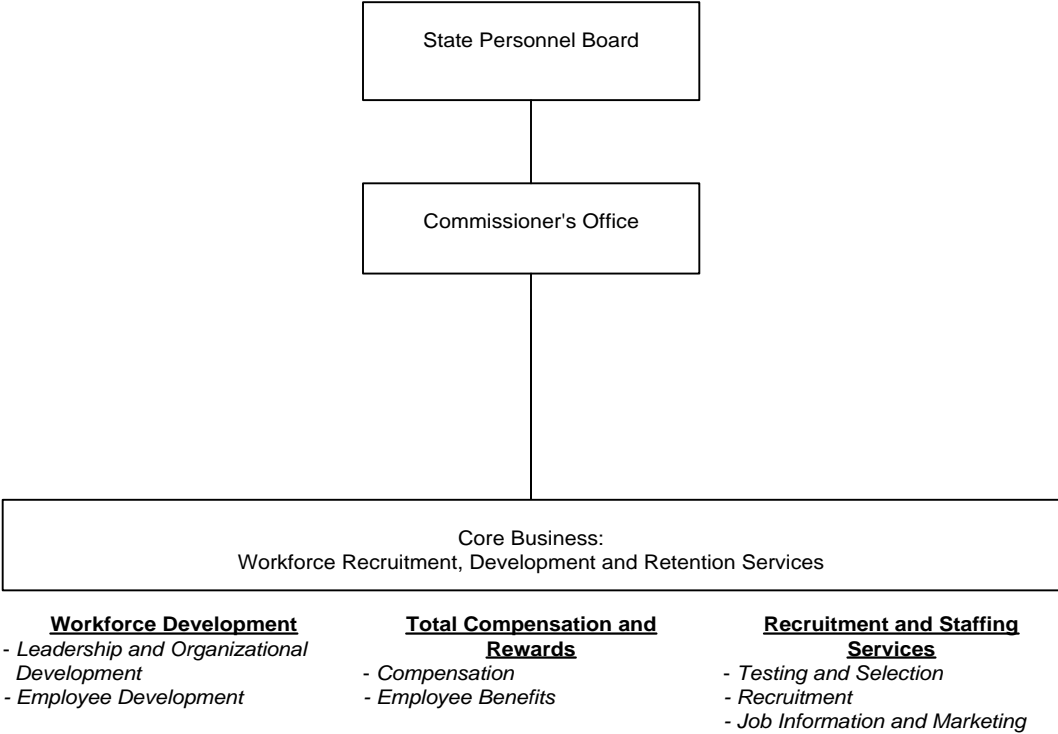 State Personnel Board
Commissioner's Office
Core Business:
Workforce Recruitment, Development and Retention Services
Workforce Development
- Leadership and Organizational
Development
- Employee Development
Total Compensation and
Rewards
- Compensation
- Employee Benefits
Recruitment and Staffing
Services
- Testing and Selection
- Recruitment
- Job Information and Marketing